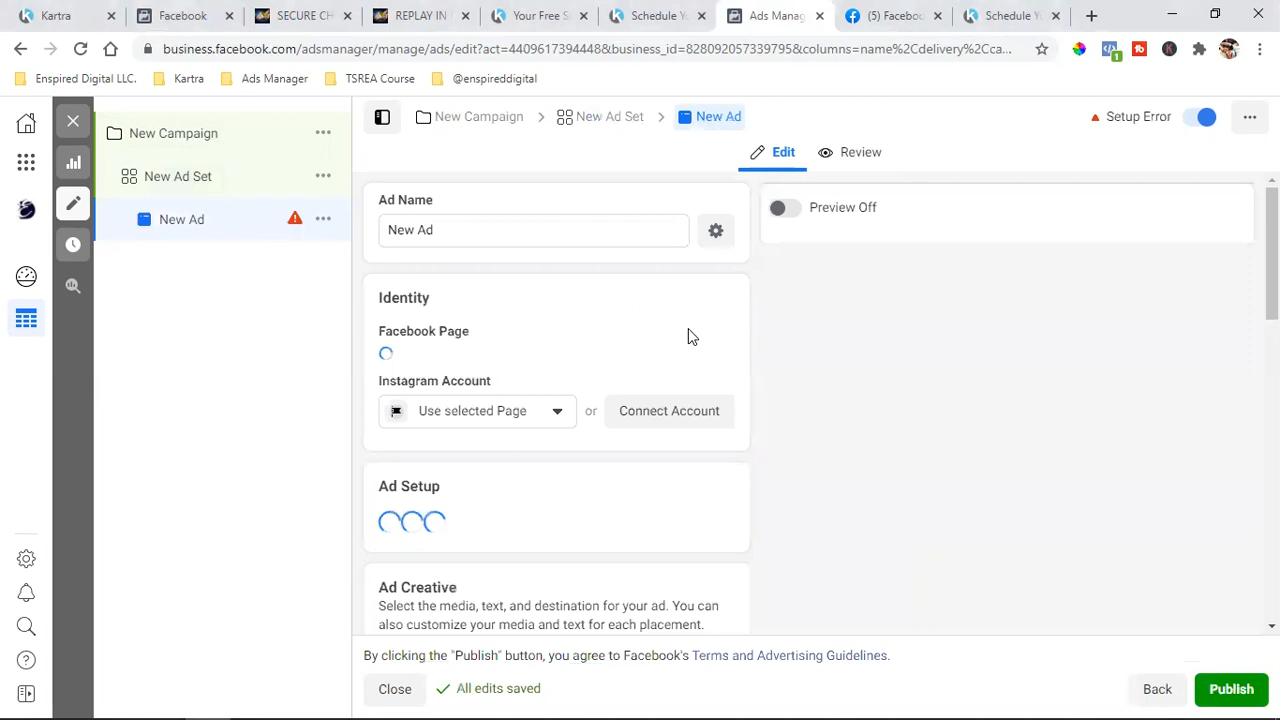 Kartra
Facebook
SECURE CH
REPLAY IN
Your Free S
Schedule Y
Ads Manag
(5) Faceboo
Schedule Yo
business.facebook.com/adsmanager/manage/ads/edit?act=4409617394448&business_id=8280920573397958&columns=name%2Cdelivery%2Cca...
1
Enspired Digital LLC.
Kartra
Ads Manager
TSREA Course
@enspireddigital
New Campaign
New Ad Set
New Ad
New Campaign
New Ad Set
New Ad
Setup Error
Edit
Review
Ad Name
New Ad
Preview Off
Identity
Facebook Page
Instagram Account
Use selected Page
or
Connect Account
Ad Setup
Ad Creative
Select the media, text, and destination for your ad. You can
also customize your media and text for each placement.
By clicking the "Publish" button, you agree to Facebook's Terms and Advertising Guidelines.
Close
All edits saved
Back
Publish